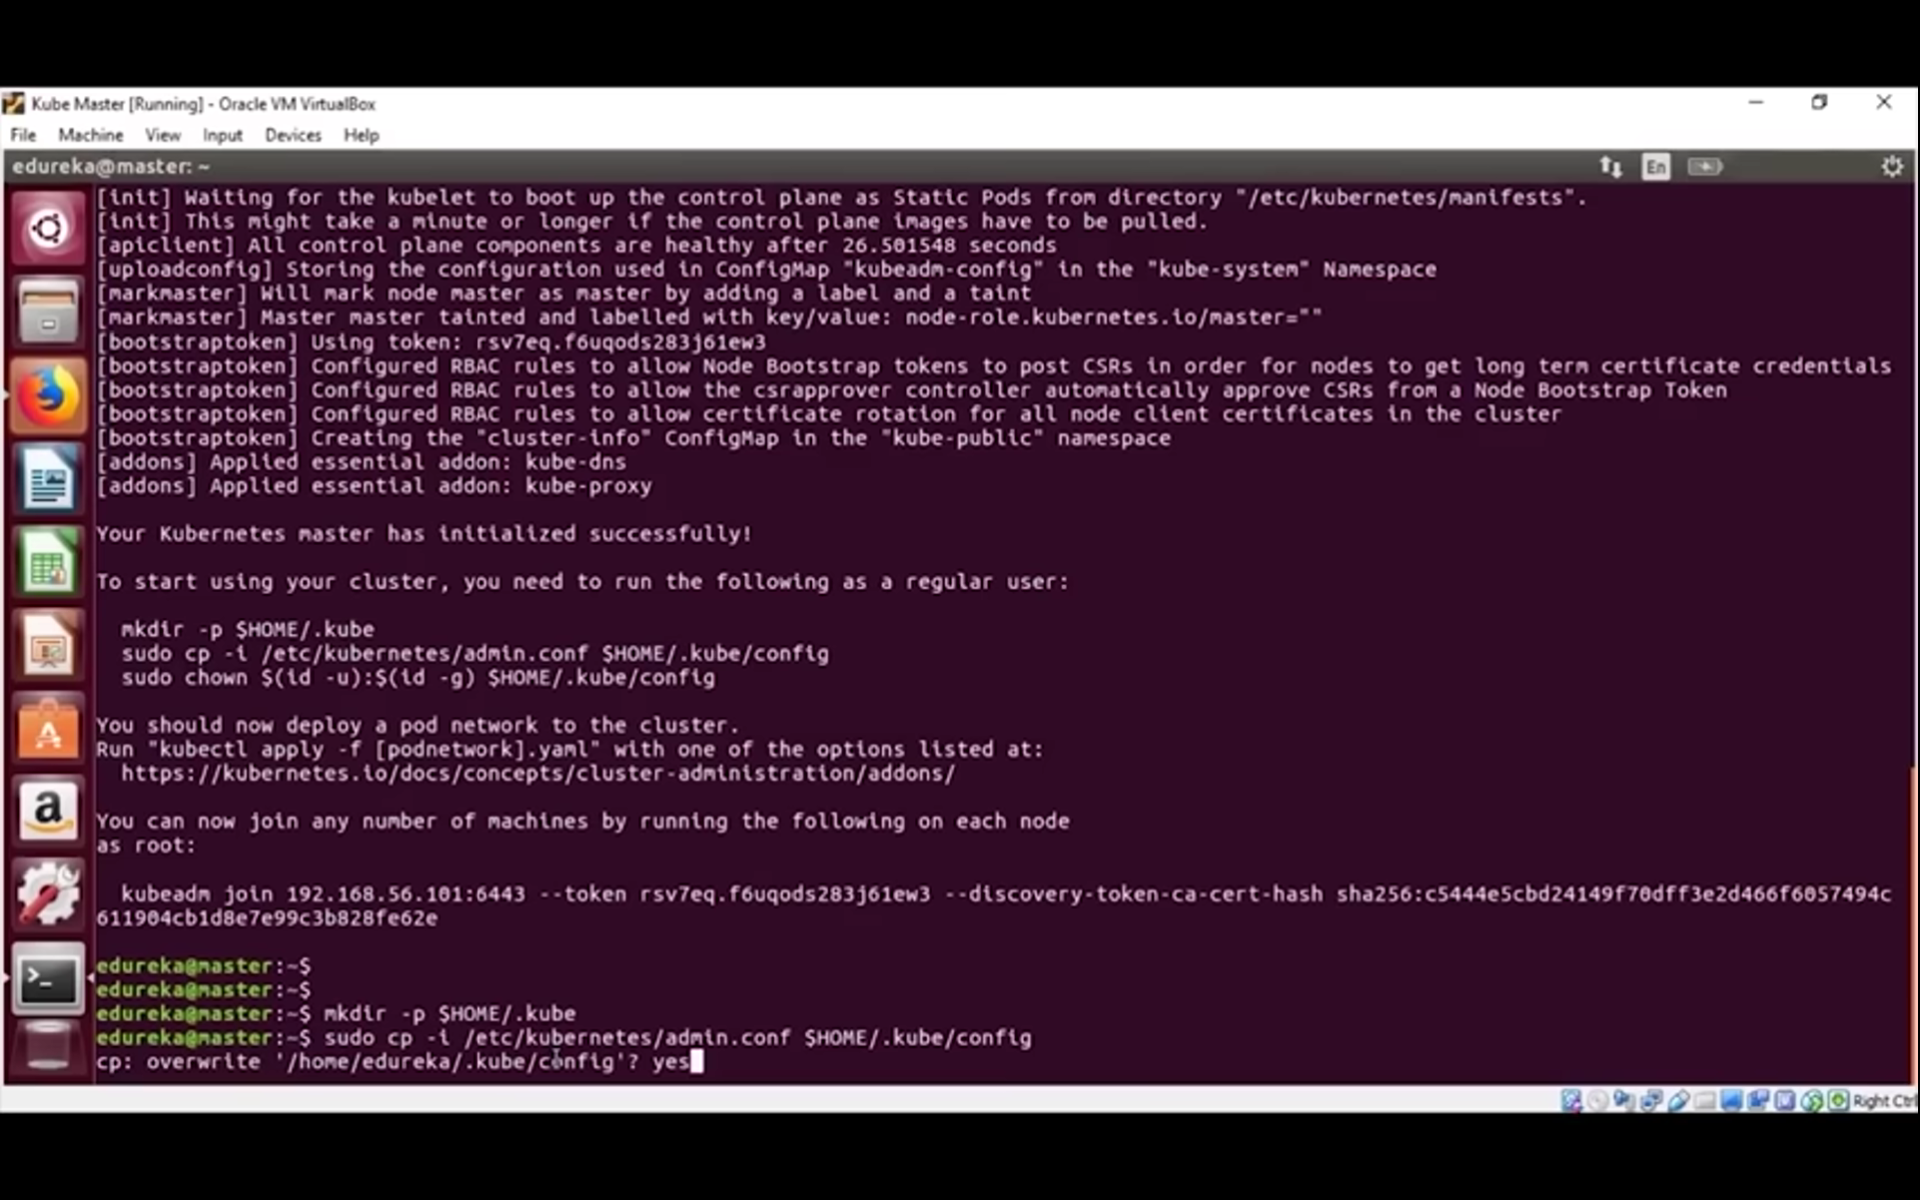 Kube Master [Running] - Oracle VM VirtualBox
File Machine View Input Devices Help
edureka@master: ~
En
[init] Waiting for the kubelet to boot up the control plane as Static Pods from directory "/etc/kubernetes/manifests".
[init] This might take a minute or longer if the control plane images have to be pulled.
[apiclient] All control plane components are healthy after 26.501548 seconds
[uploadconfig] Storing the configuration used in ConfigMap "kubeadm-config" in the "kube-system" Namespace
[markmaster] Will mark node master as master by adding a label and a taint
[markmaster] Master master tainted and labelled with key/value: node-role.kubernetes.io/master=""
[bootstraptoken] Using token: rsv7eq.f6uqods283j61ew3
[bootstraptoken] Configured RBAC rules to allow Node Bootstrap tokens to post CSRs in order for nodes to get long term certificate credentials
[bootstraptoken] Configured RBAC rules to allow the csrapprover controller automatically approve CSRs from a Node Bootstrap Token
[bootstraptoken] Configured RBAC rules to allow certificate rotation for all node client certificates in the cluster
[bootstraptoken] Creating the "cluster-info" ConfigMap in the "kube-public" namespace
[addons] Applied essential addon: kube-dns
[addons] Applied essential addon: kube-proxy
Your Kubernetes master has initialized successfully!
To start using your cluster, you need to run the following as a regular user:
mkdir -p $HOME/.kube
sudo cp -i /etc/kubernetes/admin.conf $HOME/.kube/config
sudo chown $(id -u):$(id -g) $HOME/.kube/config
You should now deploy a pod network to the cluster.
Run "kubectl apply -f [podnetwork].yaml" with one of the options listed at:
https://kubernetes.io/docs/concepts/cluster-administration/addons/
You can now join any number of machines by running the following on each node
as root:
kubeadm join 192.168.56.101:6443 --token rsv7eq.f6uqods283j61ew3 --discovery-token-ca-cert-hash sha256:c5444e5cbd24149f70dff3e2d466f6057494c
611904cb1d8e7e99c3b828fe62e
edureka@master:~$
edureka@master:~$
edureka@master:~$ mkdir -p $HOME/.kube
edureka@master:~$ sudo cp -i /etc/kubernetes/admin.conf $HOME/.kube/config
cp: overwrite '/home/edureka/.kube/config'? yes
Right Ctrl